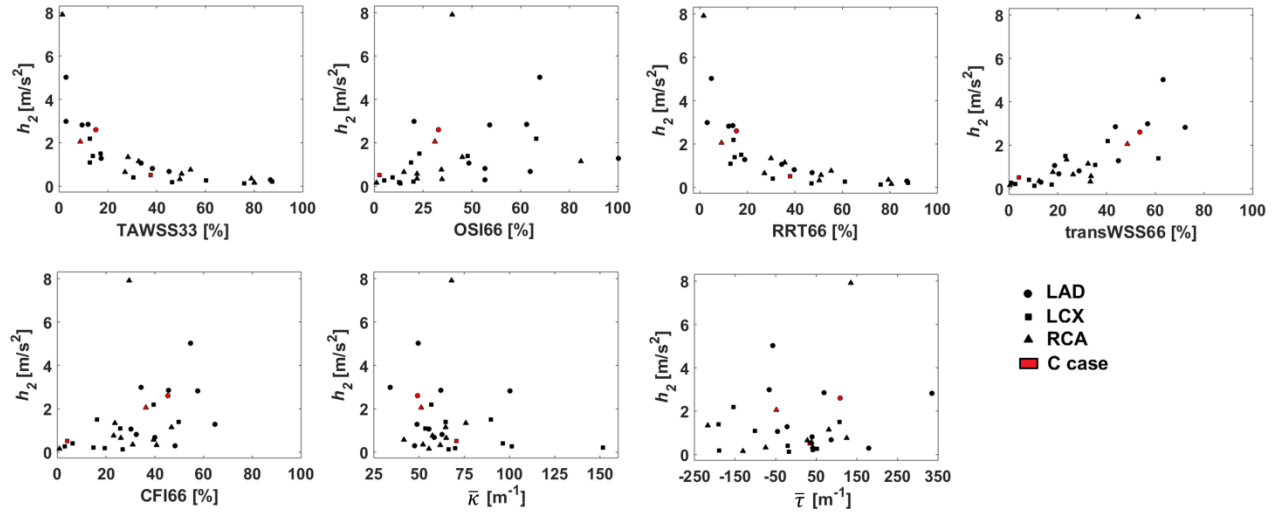 h2 [m/s²]
8
6
4
2
0
0 20 40 60 80 100
TAWSS33 [%]
h2 [m/s²]
8
6
4
2
0
0 25 50 75 100
OSI66 [%]
h2 [m/s²]
8
6
4
2
0
0 20 40 60 80 100
RRT66 [%]
h2 [m/s²]
8
6
4
2
0
0 20 40 60 80 100
transWSS66 [%]
h2 [m/s²]
8
6
4
2
0
0 20 40 60 80 100
CFI66 [%]
h2 [m/s²]
8
6
4
2
0
25 50 75 100 125 150
κ̅ [m⁻¹]
h2 [m/s²]
8
6
4
2
0
-250 -150 -50 50 150 250 350
τ̅ [m⁻¹]
LAD
LCX
RCA
C case